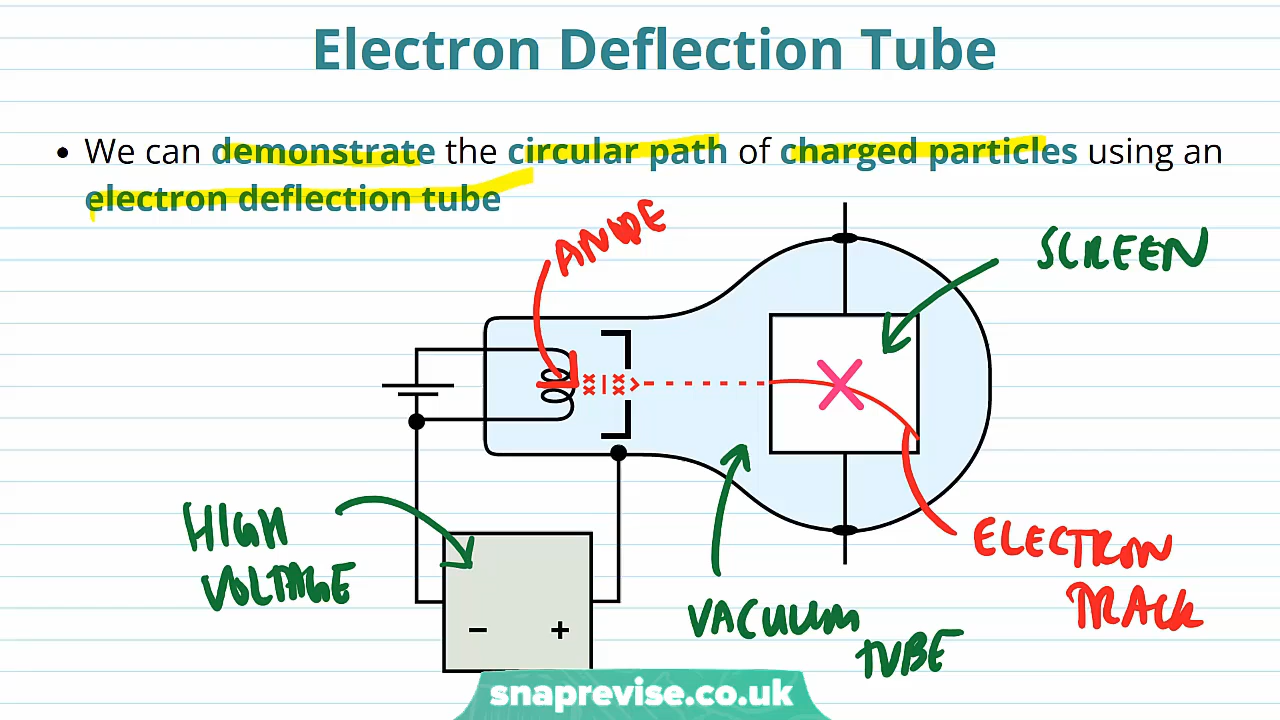 Electron Deflection Tube
• We can demonstrate the circular path of charged particles using an
electron deflection tube
ANODE
SCREEN
HIGH
VOLTAGE
ELECTRON
TRACK
VACUUM
TUBE
− +
snaprevise.co.uk